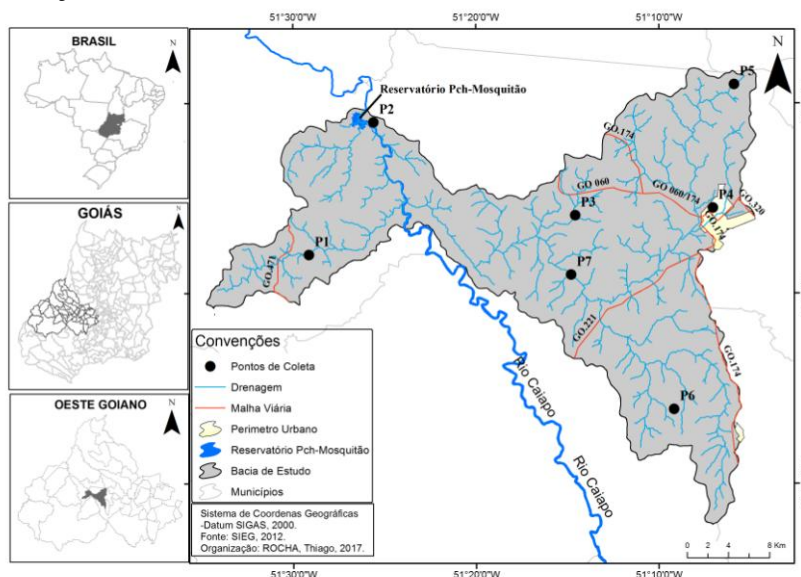 51°30'0"W
51°20'0"W
51°10'0"W
BRASIL
N
GOIÁS
N
OESTE GOIANO
N
N
Reservatório Pch-Mosquitão
P2
P5
GO.174
GO 060
GO 060/174
P4
GO.320
GO.174
P3
P1
GO.471
P7
GO.221
GO.174
P6
Rio Caiapo
Rio Caiapo
Convenções
Pontos de Coleta
Drenagem
Malha Viária
Perimetro Urbano
Reservatório Pch-Mosquitão
Bacia de Estudo
Municípios
Sistema de Coordenas Geográficas
-Datum SIGAS, 2000.
Fonte: SIEG, 2012.
Organização: ROCHA, Thiago, 2017.
0 2 4 8 Km
51°30'0"W
51°20'0"W
51°10'0"W